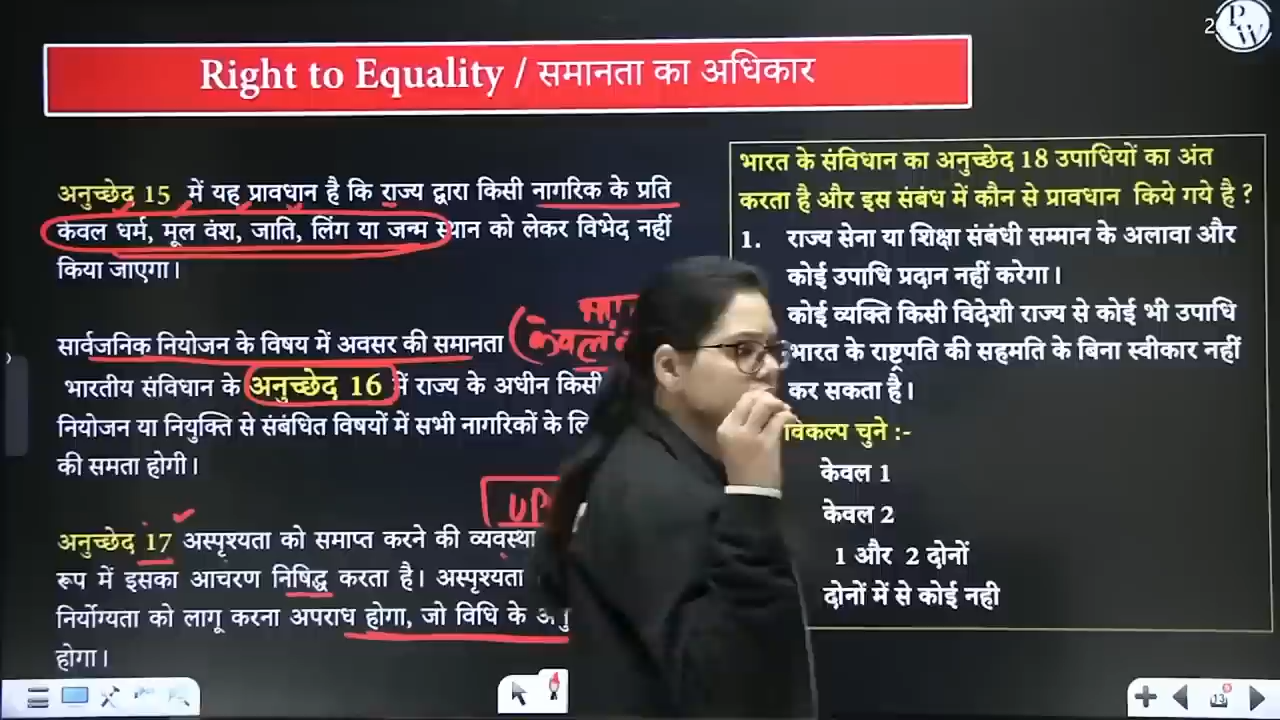 2
PW
Right to Equality / समानता का अधिकार
अनुच्छेद 15 में यह प्रावधान है कि राज्य द्वारा किसी नागरिक के प्रति
केवल धर्म, मूल वंश, जाति, लिंग या जन्म स्थान को लेकर विभेद नहीं
किया जाएगा।
सार्वजनिक नियोजन के विषय में अवसर की समानता
भारतीय संविधान के अनुच्छेद 16 में राज्य के अधीन किसी
नियोजन या नियुक्ति से संबंधित विषयों में सभी नागरिकों के
की समता होगी।
UP
अनुच्छेद 17 अस्पृश्यता को समाप्त करने की व्यवस्था
रूप में इसका आचरण निषिद्ध करता है। अस्पृश्यता
निर्योग्यता को लागू करना अपराध होगा, जो विधि के
होगा।
भारत के संविधान का अनुच्छेद 18 उपाधियों का अंत
करता है और इस संबंध में कौन से प्रावधान किये गये है ?
1. राज्य सेना या शिक्षा संबंधी सम्मान के अलावा और
कोई उपाधि प्रदान नहीं करेगा।
कोई व्यक्ति किसी विदेशी राज्य से कोई भी उपाधि
भारत के राष्ट्रपति की सहमति के बिना स्वीकार नहीं
कर सकता है।
विकल्प चुने :-
केवल 1
केवल 2
1 और 2 दोनों
दोनों में से कोई नही
13